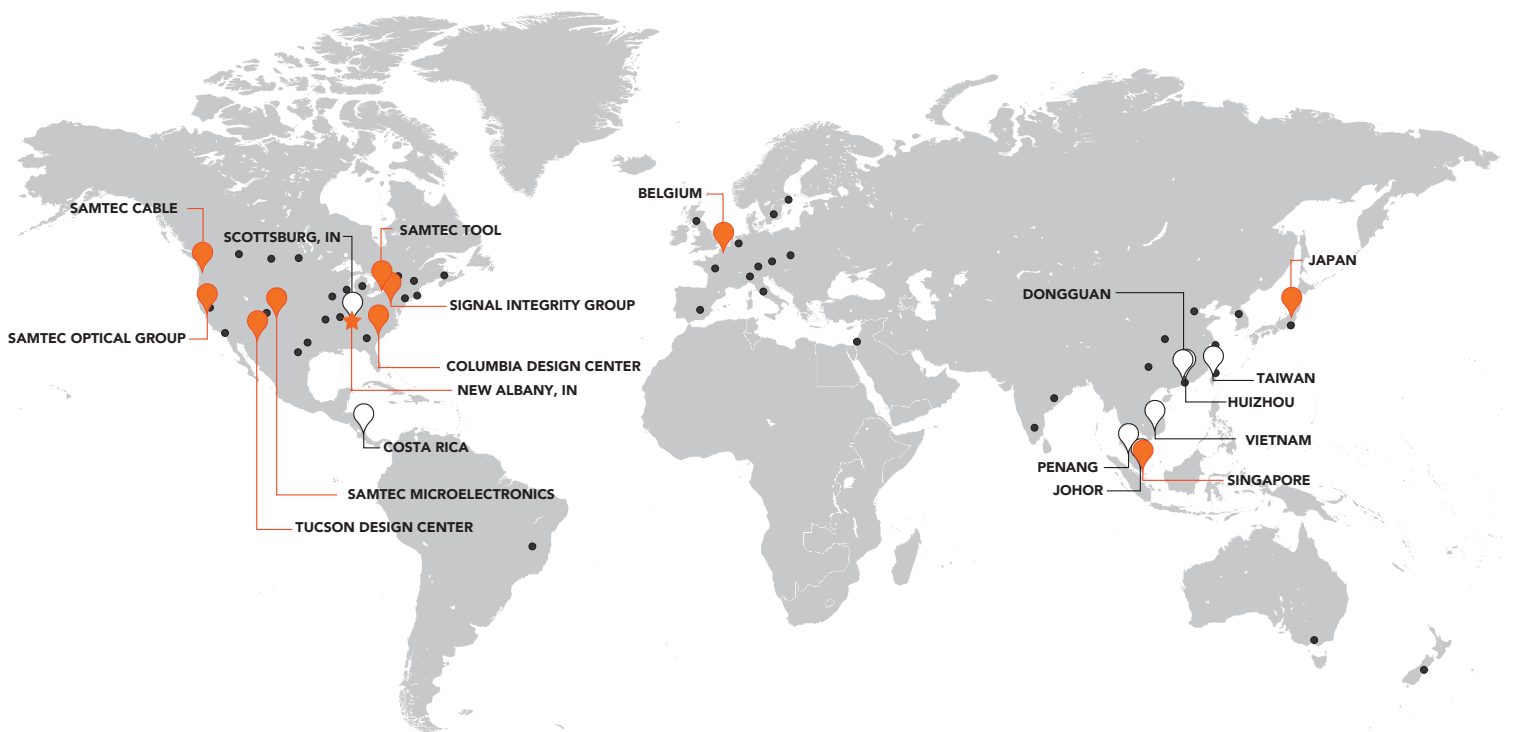 BELGIUM
SAMTEC CABLE
SCOTTSBURG, IN
SAMTEC TOOL
JAPAN
DONGGUAN
SIGNAL INTEGRITY GROUP
SAMTEC OPTICAL GROUP
COLUMBIA DESIGN CENTER
TAIWAN
NEW ALBANY, IN
HUIZHOU
VIETNAM
COSTA RICA
PENANG
SINGAPORE
JOHOR
SAMTEC MICROELECTRONICS
TUCSON DESIGN CENTER